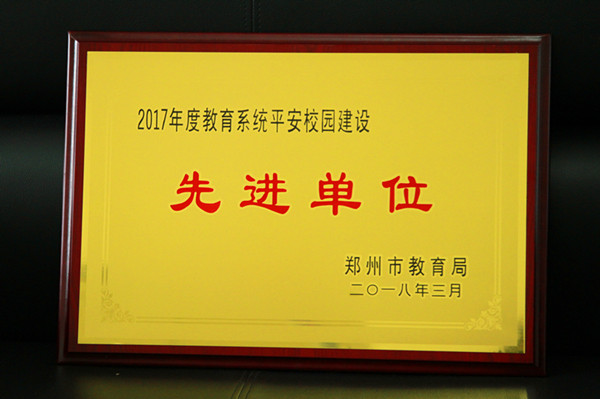 2017年度教育系统平安校园建设
先进单位
郑州市教育局
二〇一八年三月